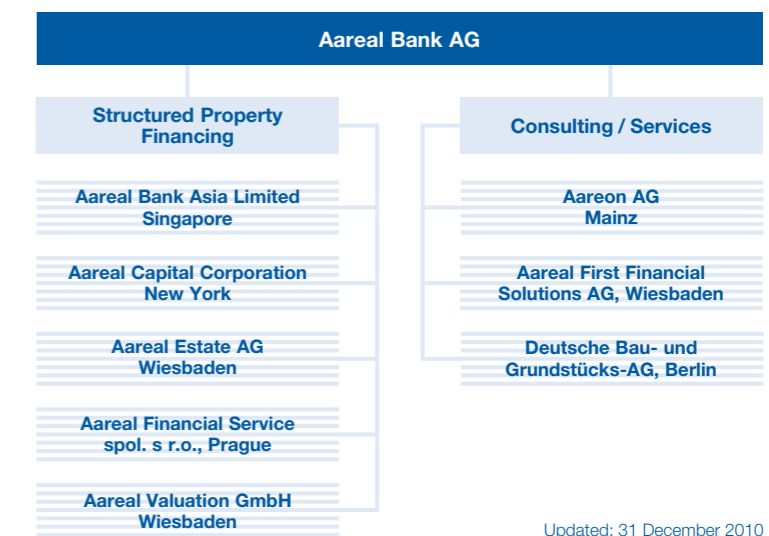 Aareal Bank AG
Structured Property
Financing
Aareal Bank Asia Limited
Singapore
Aareal Capital Corporation
New York
Aareal Estate AG
Wiesbaden
Aareal Financial Service
spol. s r.o., Prague
Aareal Valuation GmbH
Wiesbaden
Consulting / Services
Aareon AG
Mainz
Aareal First Financial
Solutions AG, Wiesbaden
Deutsche Bau- und
Grundstücks-AG, Berlin
Updated: 31 December 2010